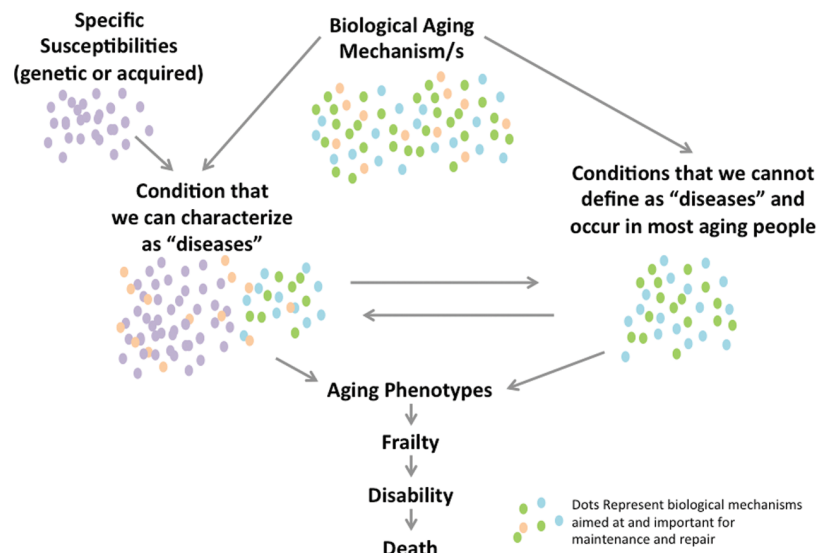 Specific
Susceptibilities
(genetic or acquired)
Biological Aging
Mechanism/s
Condition that
we can characterize
as “diseases”
Conditions that we cannot
define as “diseases” and
occur in most aging people
Aging Phenotypes
Frailty
Disability
Death
Dots Represent biological mechanisms
aimed at and important for
maintenance and repair